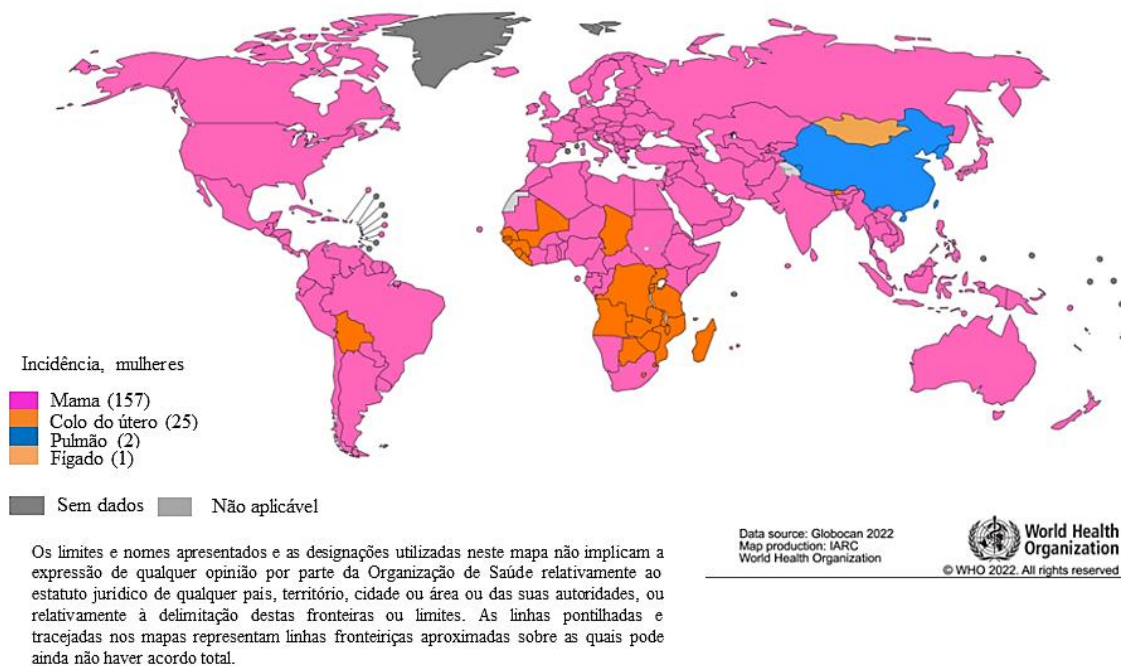 Incidência, mulheres
Mama (157)
Colo do útero (25)
Pulmão (2)
Fígado (1)
Sem dados
Não aplicável
Os limites e nomes apresentados e as designações utilizadas neste mapa não implicam a
expressão de qualquer opinião por parte da Organização de Saúde relativamente ao
estatuto jurídico de qualquer país, território, cidade ou área ou das suas autoridades, ou
relativamente à delimitação destas fronteiras ou limites. As linhas pontilhadas e
tracejadas nos mapas representam linhas fronteiriças aproximadas sobre as quais pode
ainda não haver acordo total.
Data source: Globocan 2022
Map production: IARC
World Health Organization
World Health
Organization
© WHO 2022. All rights reserved